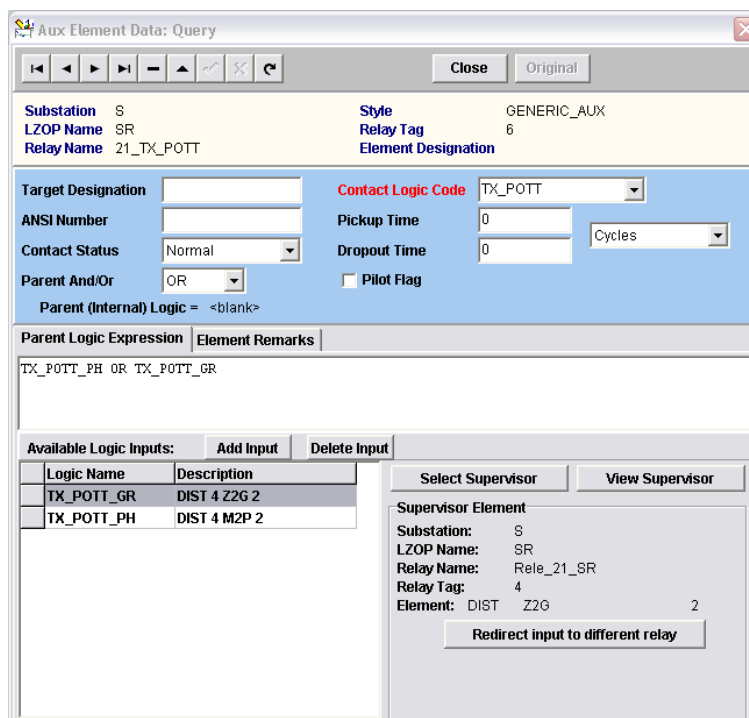 Aux Element Data: Query
Close Original
Substation S Style GENERIC_AUX
LZOP Name SR Relay Tag 6
Relay Name 21_TX_POTT Element Designation
Target Designation Contact Logic Code TX_POTT
ANSI Number Pickup Time 0
Cycles
Contact Status Normal Dropout Time 0
Parent And/Or OR Pilot Flag
Parent (Internal) Logic = <blank>
Parent Logic Expression Element Remarks
TX_POTT_PH OR TX_POTT_GR
Available Logic Inputs: Add Input Delete Input
Logic Name Description
TX_POTT_GR DIST 4 Z2G 2
TX_POTT_PH DIST 4 M2P 2
Select Supervisor View Supervisor
Supervisor Element
Substation: S
LZOP Name: SR
Relay Name: Rele_21_SR
Relay Tag: 4
Element: DIST Z2G 2
Redirect input to different relay